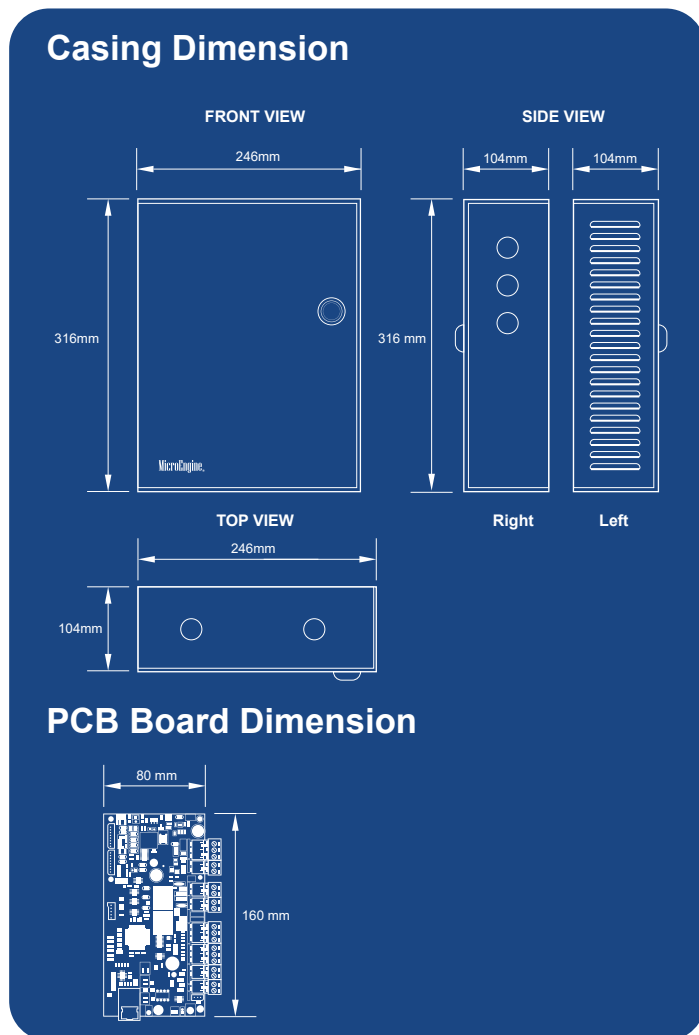 Casing Dimension
FRONT VIEW
SIDE VIEW
246mm
104mm
104mm
316mm
316 mm
MicroEngine
Right
Left
TOP VIEW
246mm
104mm
PCB Board Dimension
80 mm
160 mm